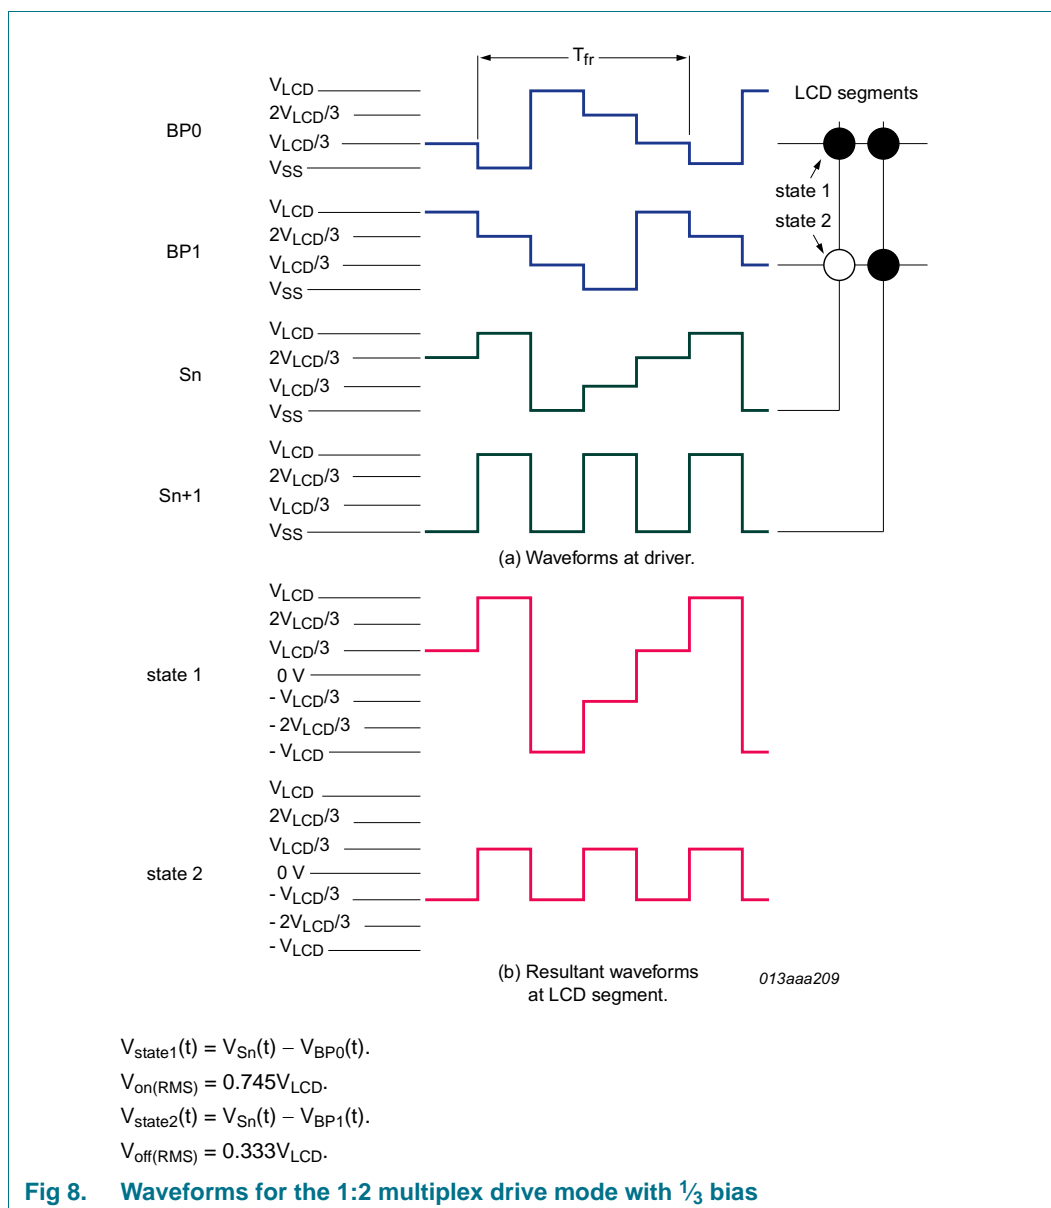 Tfr
BP0
VLCD
2VLCD/3
VLCD/3
VSS
LCD segments
state 1
state 2
BP1
VLCD
2VLCD/3
VLCD/3
VSS
Sn
VLCD
2VLCD/3
VLCD/3
VSS
Sn+1
VLCD
2VLCD/3
VLCD/3
VSS
(a) Waveforms at driver.
state 1
VLCD
2VLCD/3
VLCD/3
0 V
- VLCD/3
- 2VLCD/3
- VLCD
state 2
VLCD
2VLCD/3
VLCD/3
0 V
- VLCD/3
- 2VLCD/3
- VLCD
(b) Resultant waveforms
at LCD segment.
013aaa209
Vstate1(t) = VSn(t) − VBP0(t).
Von(RMS) = 0.745VLCD.
Vstate2(t) = VSn(t) − VBP1(t).
Voff(RMS) = 0.333VLCD.
Fig 8. Waveforms for the 1:2 multiplex drive mode with 1⁄3 bias